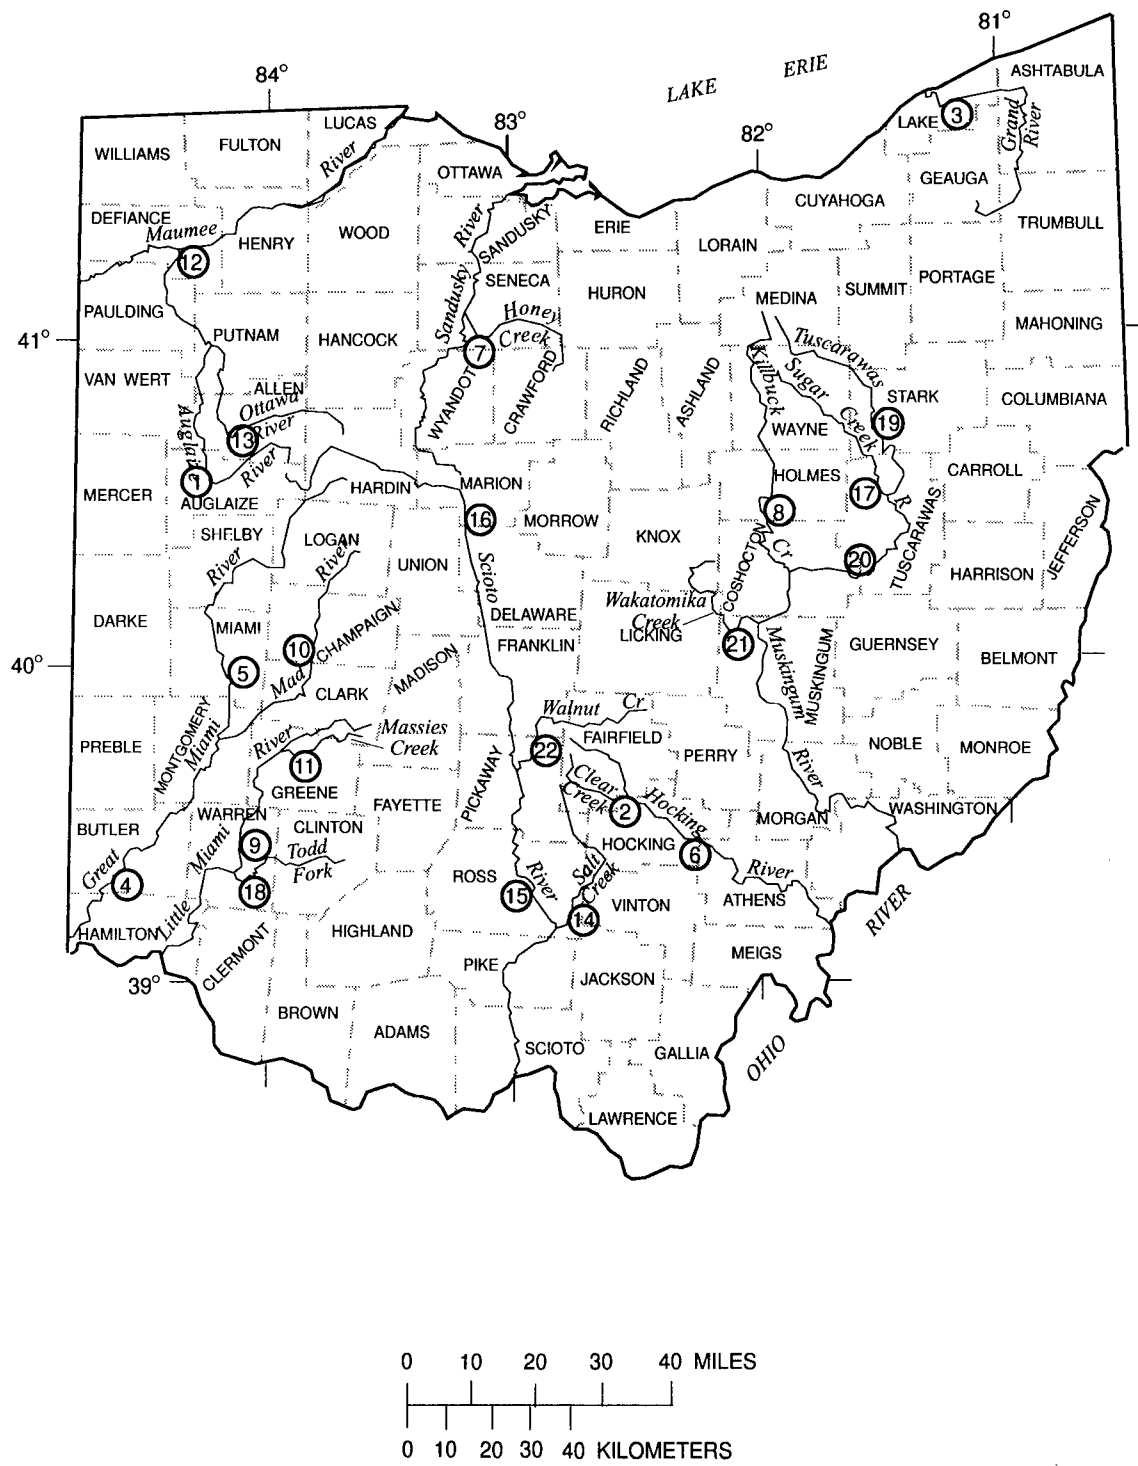 81°
ERIE
LAKE
ASHTABULA
84°
LAKE
3
Grand
River
LUCAS
83°
82°
FULTON
WILLIAMS
River
OTTAWA
GEAUGA
CUYAHOGA
DEFIANCE
Maumee
HENRY
WOOD
River
SANDUSKY
ERIE
LORAIN
TRUMBULL
12
SENECA
Sandusky
HURON
MEDINA
SUMMIT
PORTAGE
PAULDING
PUTNAM
HANCOCK
Honey
Creek
7
MAHONING
41°
VAN WERT
ALLEN
Ottawa
River
13
WYANDOT
CRAWFORD
RICHLAND
ASHLAND
Killbuck
Tuscarawas
Sugar
Creek
STARK
19
COLUMBIANA
WAYNE
Auglaize
River
1
AUGLAIZE
MERCER
HARDIN
MARION
16
MORROW
HOLMES
8
17
R
CARROLL
SHELBY
River
LOGAN
River
UNION
Scioto
KNOX
COSHOCTON
Cr
20
TUSCARAWAS
HARRISON
JEFFERSON
DARKE
MIAMI
10
CHAMPAIGN
DELAWARE
FRANKLIN
Wakatomika
Creek
LICKING
21
Muskingum
MUSKINGUM
GUERNSEY
BELMONT
40°
5
Mad
CLARK
MADISON
PREBLE
MONTGOMERY
Miami
River
Massies
Creek
11
GREENE
Walnut Cr
FAIRFIELD
22
PERRY
River
NOBLE
MONROE
PICKAWAY
FAYETTE
Clear
Creek
2
Hocking
MORGAN
WASHINGTON
BUTLER
WARREN
CLINTON
9
Todd
Fork
Miami
18
HOCKING
6
River
ATHENS
Great
4
ROSS
15
River
Salt
Creek
14
VINTON
RIVER
HAMILTON
Little
CLERMONT
HIGHLAND
PIKE
JACKSON
MEIGS
39°
BROWN
ADAMS
SCIOTO
GALLIA
OHIO
LAWRENCE
0 10 20 30 40 MILES
0 10 20 30 40 KILOMETERS